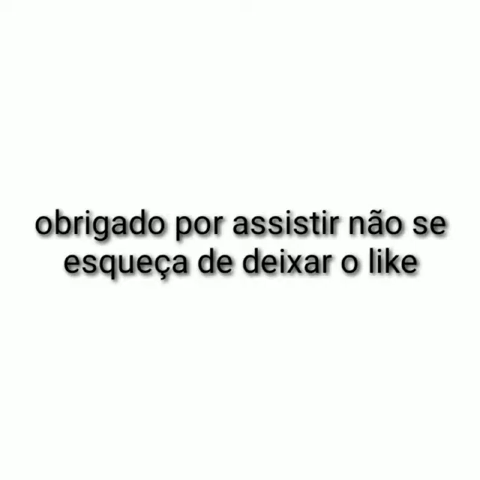 obrigado por assistir não se
esqueça de deixar o like